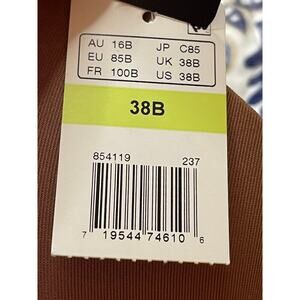 AU 16B JP C85
EU 85B UK 38B
FR 100B US 38B
38B
854119 237
7 19544 74610 6